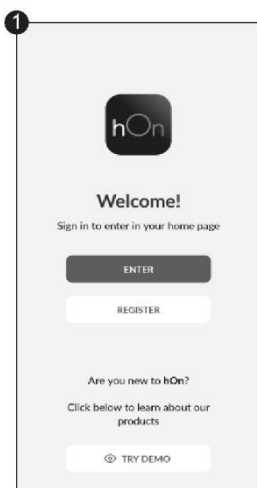 1
hOn
Welcome!
Sign in to enter in your home page
ENTER
REGISTER
Are you new to hOn?
Click below to learn about our
products
TRY DEMO